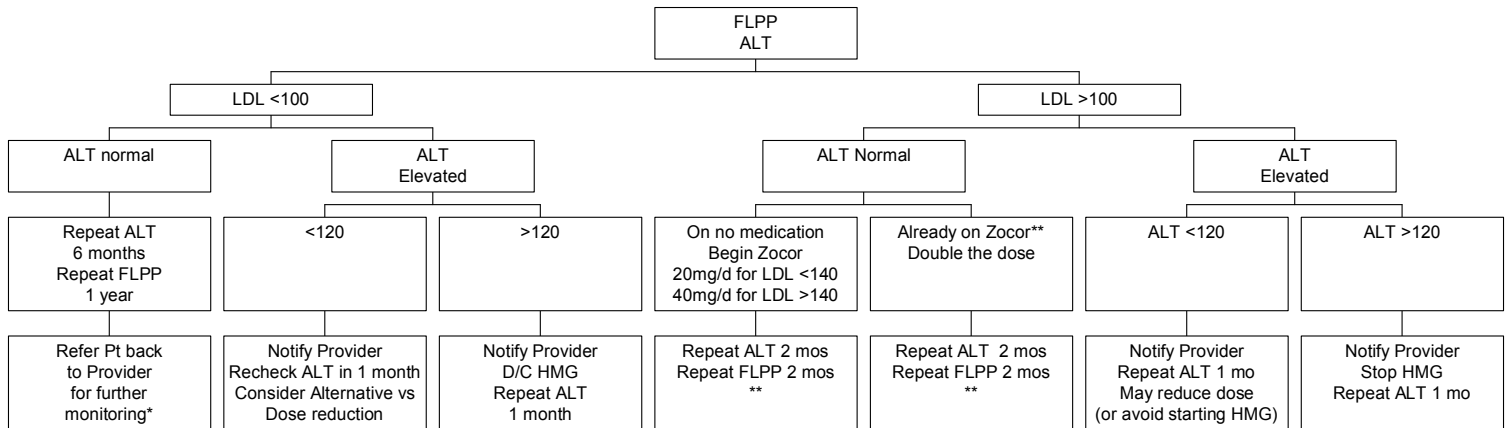 FLPP
ALT
LDL <100
LDL >100
ALT normal
ALT
Elevated
ALT Normal
ALT
Elevated
Repeat ALT
6 months
Repeat FLPP
1 year
<120
>120
On no medication
Begin Zocor
20mg/d for LDL <140
40mg/d for LDL >140
Already on Zocor**
Double the dose
ALT <120
ALT >120
Refer Pt back
to Provider
for further
monitoring*
Notify Provider
Recheck ALT in 1 month
Consider Alternative vs
Dose reduction
Notify Provider
D/C HMG
Repeat ALT
1 month
Repeat ALT 2 mos
Repeat FLPP 2 mos
**
Repeat ALT  2 mos
Repeat FLPP 2 mos
**
Notify Provider
Repeat ALT 1 mo
May reduce dose
(or avoid starting HMG)
Notify Provider
Stop HMG
Repeat ALT 1 mo